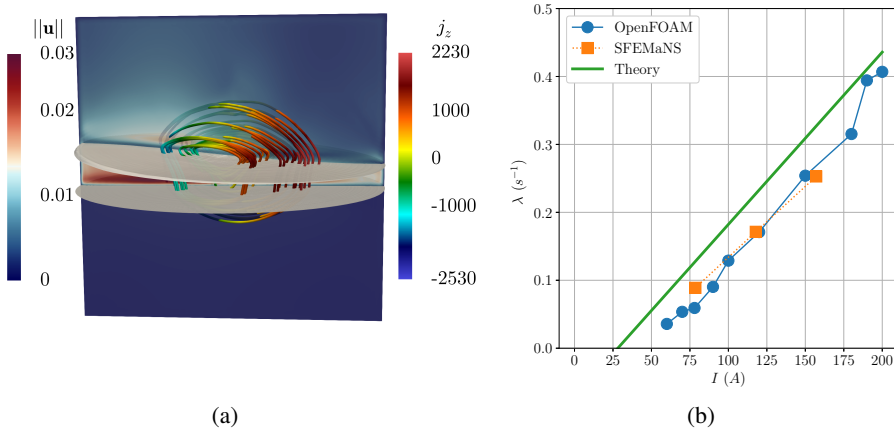 ||u||
0.03
0.02
0.01
0
j_z
2230
1000
0
-1000
-2530
(a)
OpenFOAM
SFEMaNS
Theory
0.5
0.4
0.3
0.2
0.1
0.0
λ (s⁻¹)
0 25 50 75 100 125 150 175 200
I (A)
(b)